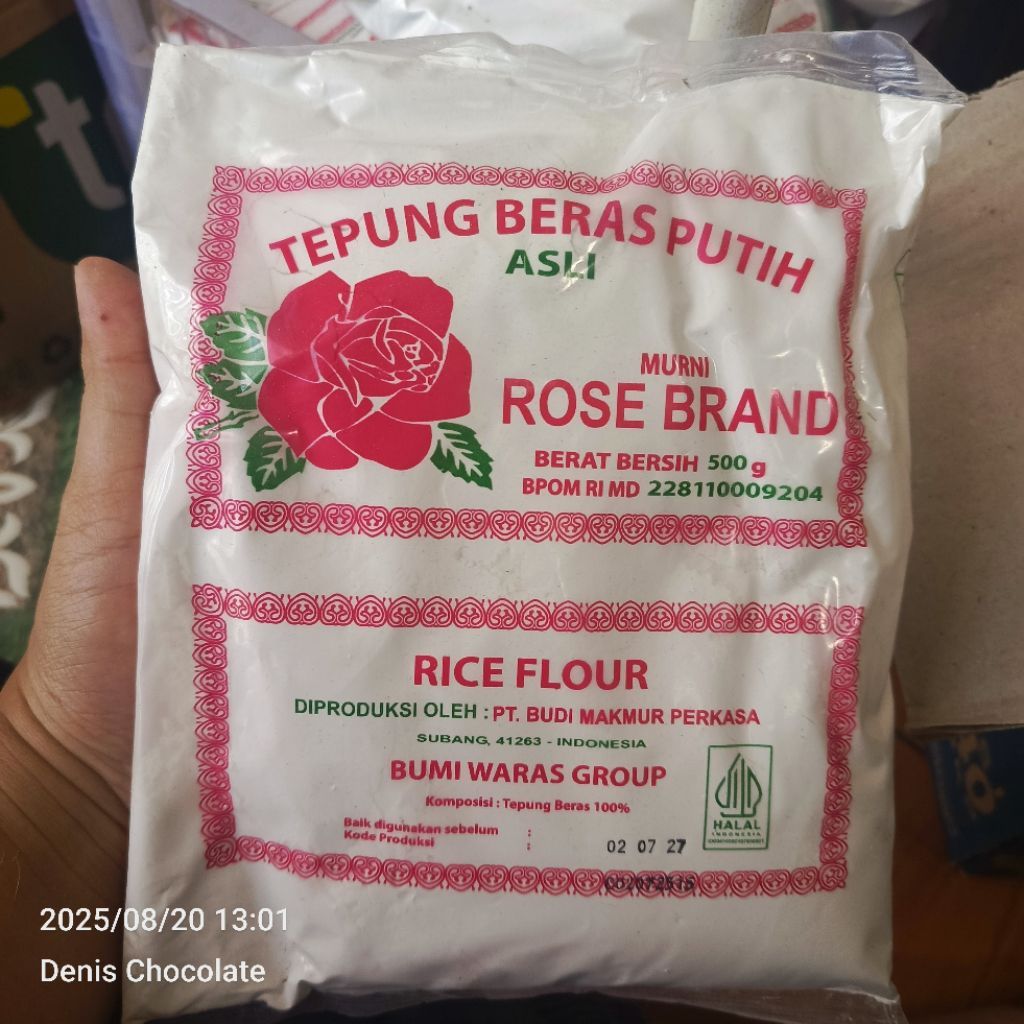 TEPUNG BERAS PUTIH
ASLI
MURNI
ROSE BRAND
BERAT BERSIH 500 g
BPOM RI MD 228110009204
RICE FLOUR
DIPRODUKSI OLEH : PT. BUDI MAKMUR PERKASA
SUBANG, 41263 - INDONESIA
BUMI WARAS GROUP
Komposisi : Tepung Beras 100%
Baik digunakan sebelum : 02 07 27
Kode Produksi :
HALAL
INDONESIA
2025/08/20 13:01
Denis Chocolate